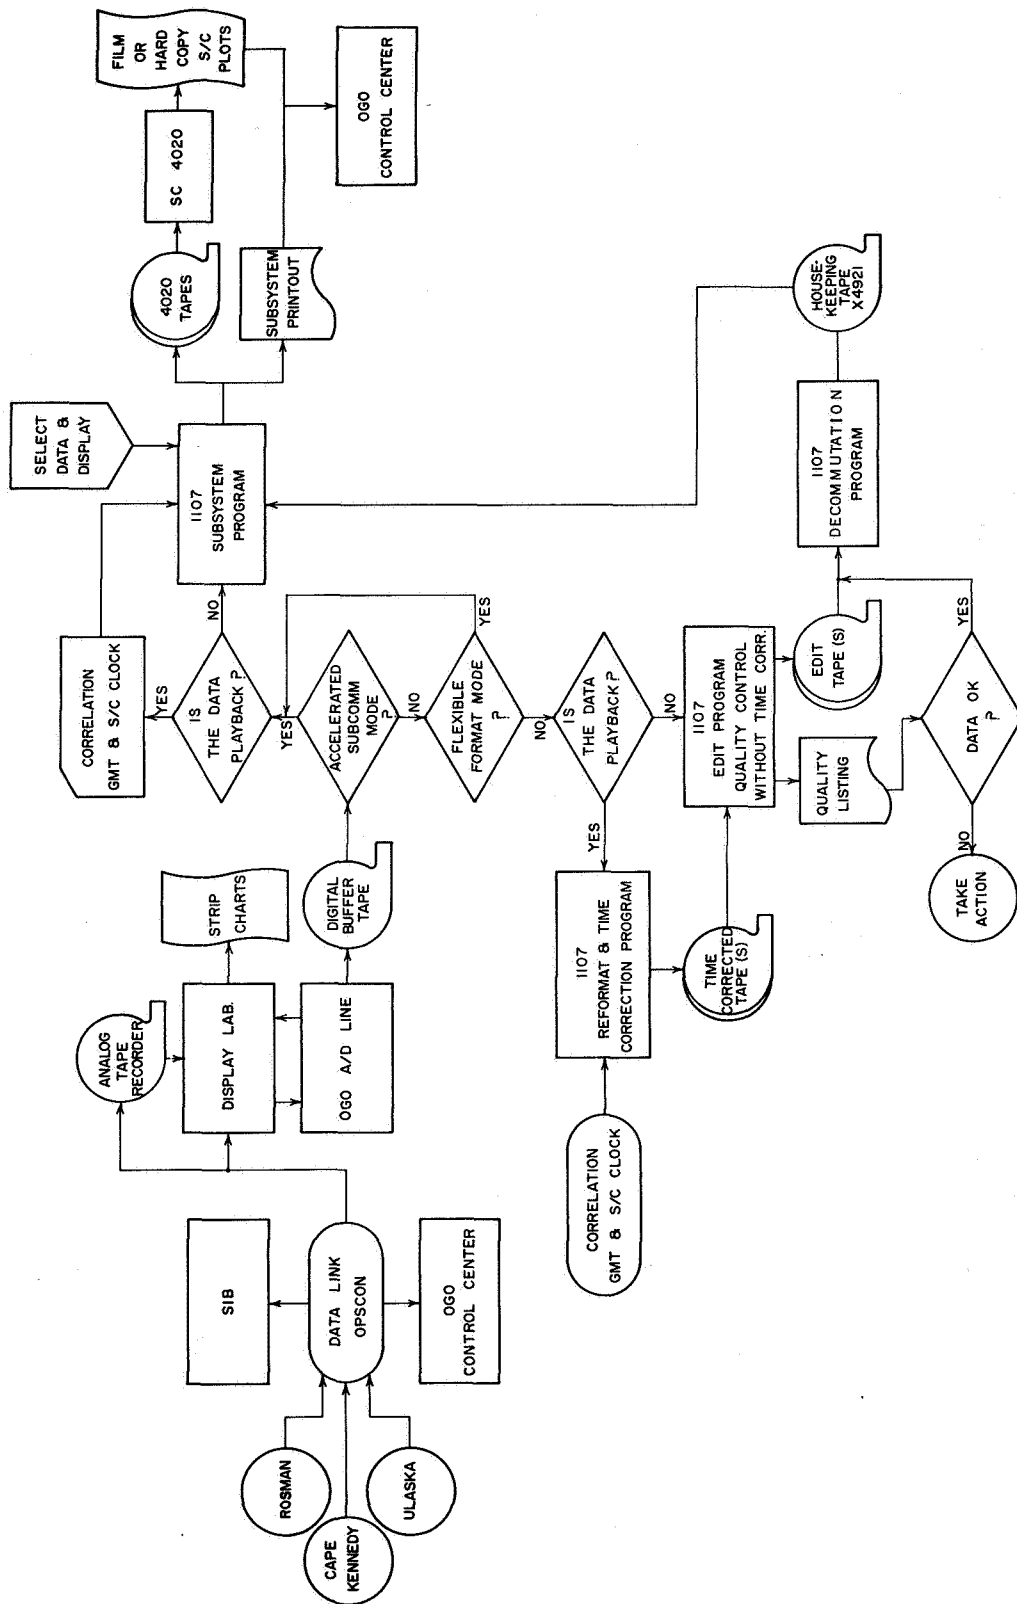 ROSMAN
CAPE
KENNEDY
ULASKA
SIB
DATA LINK
OPSCON
OGO
CONTROL CENTER
ANALOG
TAPE
RECORDER
DISPLAY LAB.
STRIP
CHARTS
OGO A/D LINE
DIGITAL
BUFFER
TAPE
ACCELERATED
SUBCOMM
MODE
?
YES
NO
IS
THE DATA
PLAYBACK?
YES
NO
CORRELATION
GMT & S/C CLOCK
SELECT
DATA &
DISPLAY
1107
SUBSYSTEM
PROGRAM
4020
TAPES
SC 4020
FILM
OR
HARD
COPY
S/C
PLOTS
SUBSYSTEM
PRINTOUT
OGO
CONTROL CENTER
FLEXIBLE
FORMAT MODE
?
YES
NO
IS
THE DATA
PLAYBACK?
YES
NO
CORRELATION
GMT & S/C CLOCK
1107
REFORMAT & TIME
CORRECTION PROGRAM
TIME
CORRECTED
TAPE (S)
1107
EDIT PROGRAM
QUALITY CONTROL
WITHOUT TIME CORR.
QUALITY
LISTING
EDIT
TAPE (S)
DATA OK
?
NO
YES
TAKE
ACTION
1107
DECOMMUTATION
PROGRAM
HOUSE-
KEEPING
TAPE
X4921